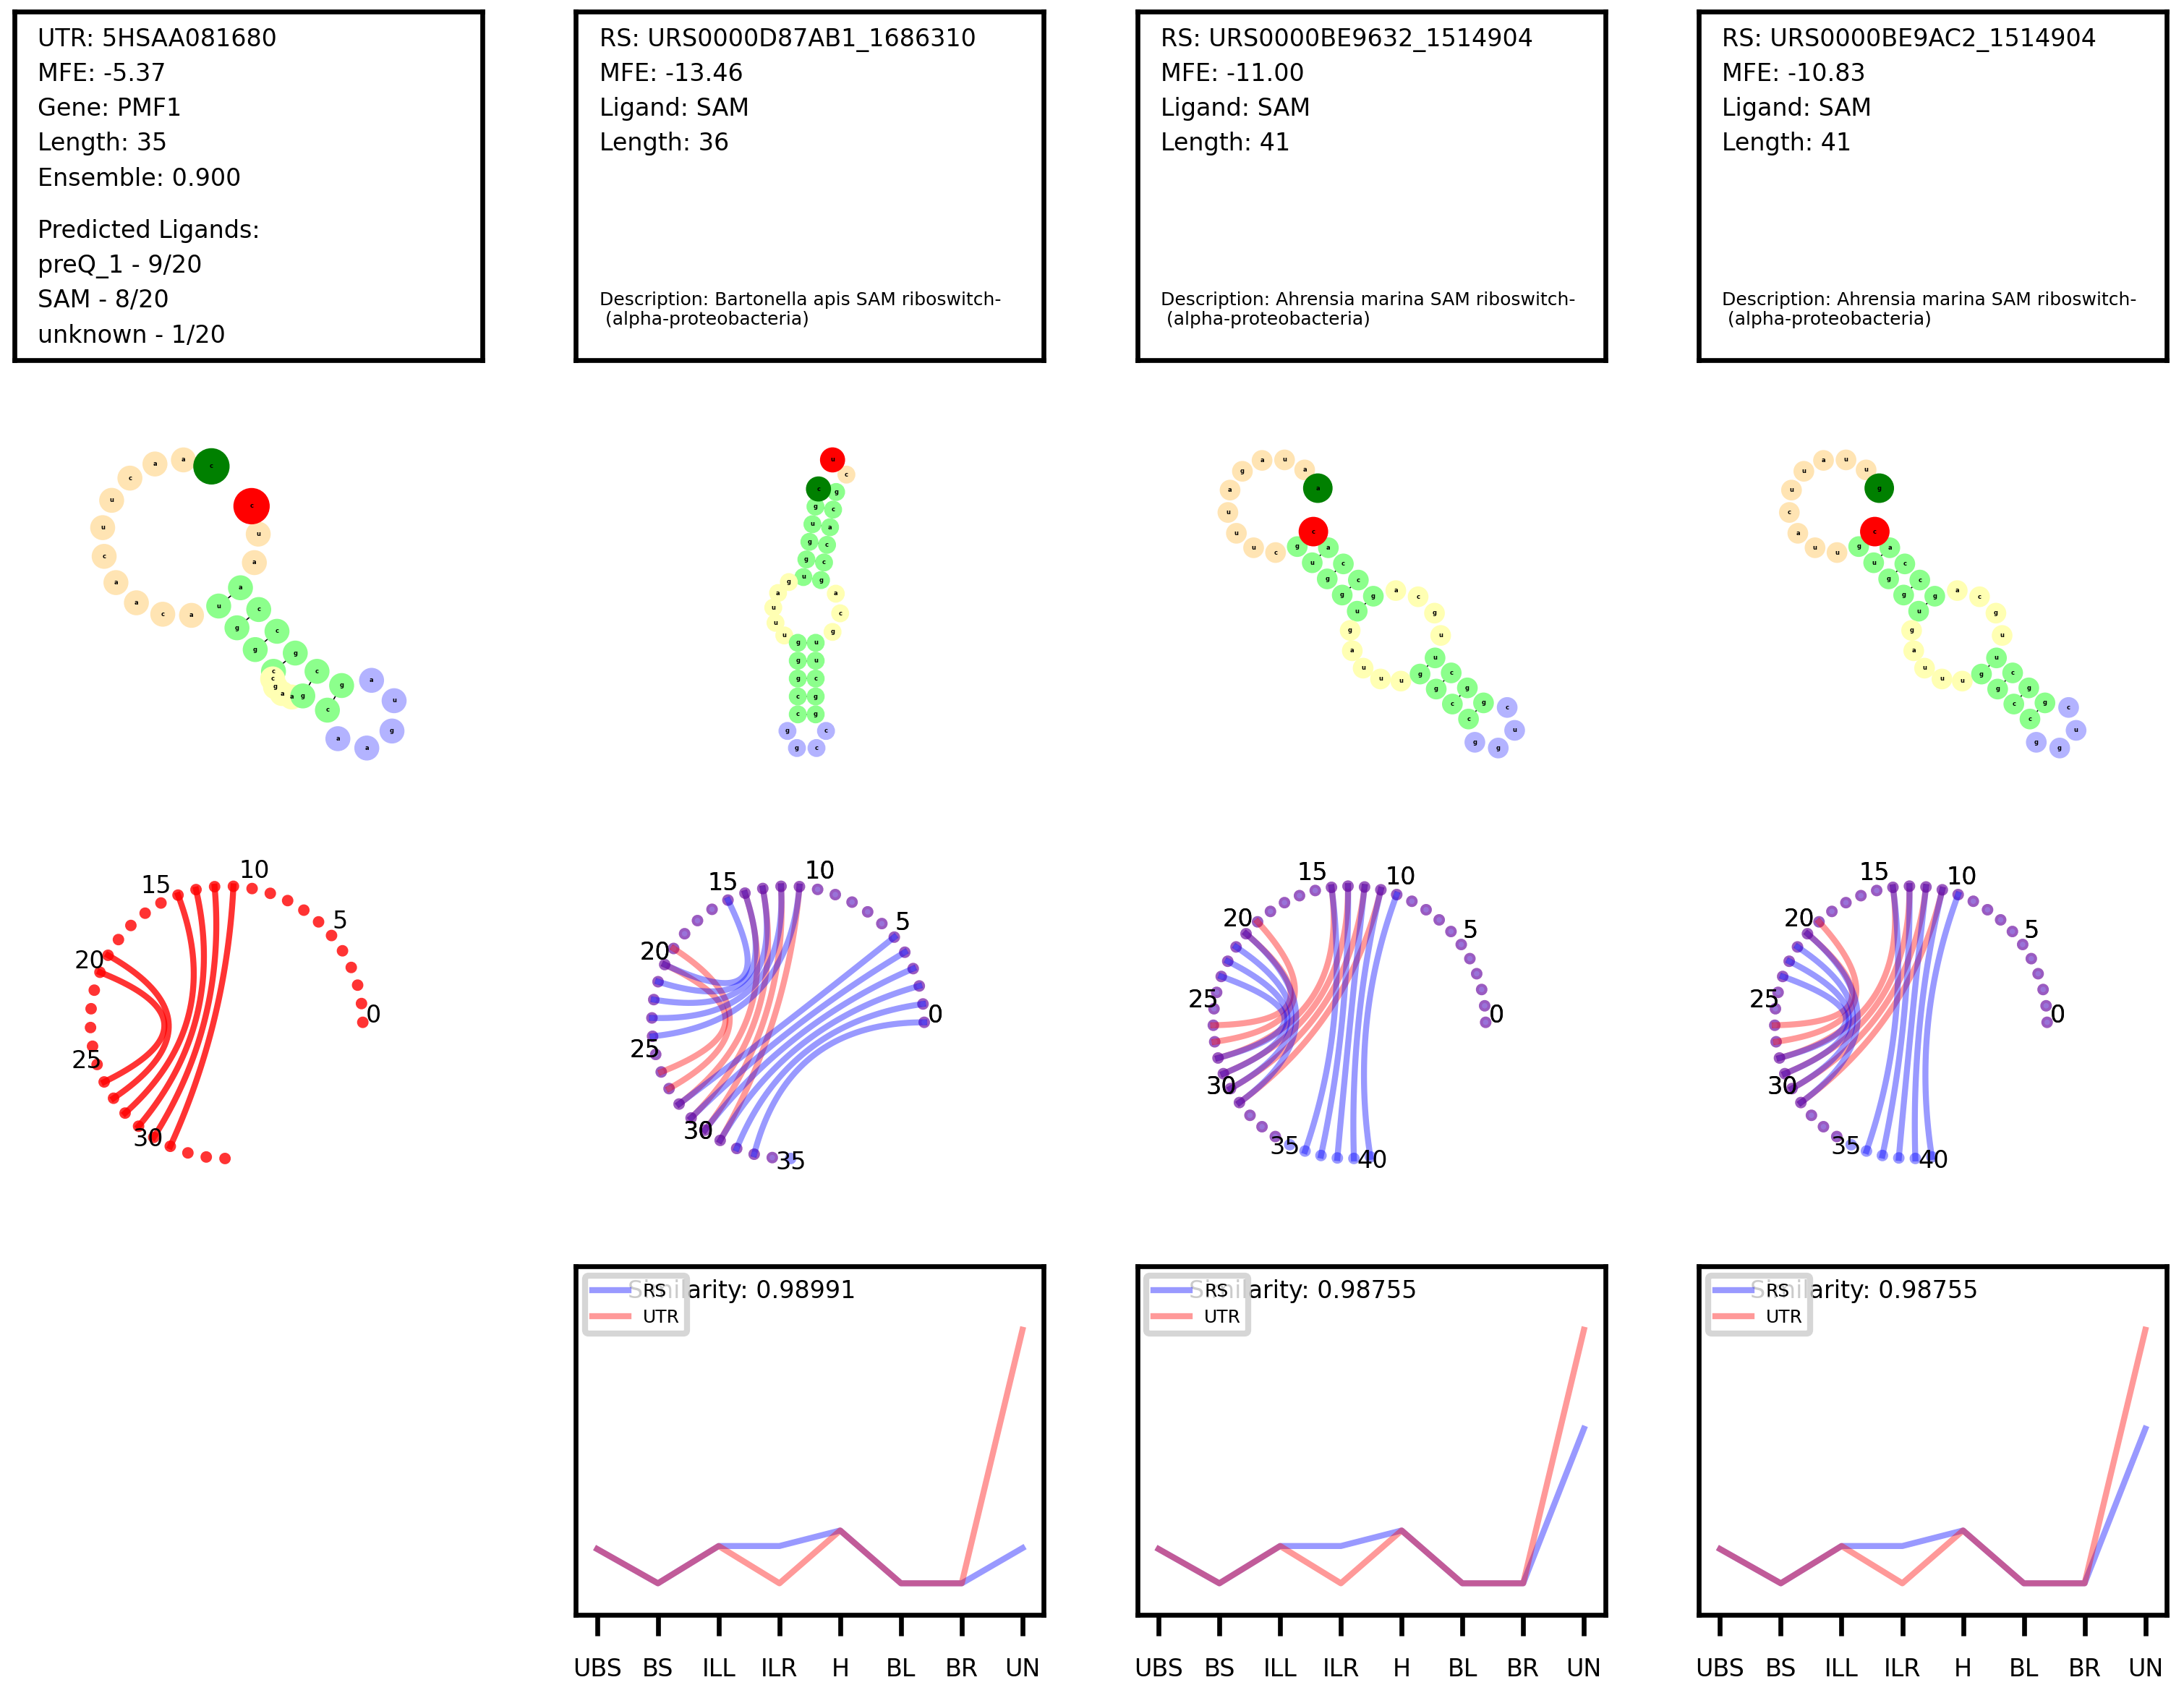 UTR: 5HSAA081680
MFE: -5.37
Gene: PMF1
Length: 35
Ensemble: 0.900
Predicted Ligands:
preQ_1 - 9/20
SAM - 8/20
unknown - 1/20
RS: URS0000D87AB1_1686310
MFE: -13.46
Ligand: SAM
Length: 36
Description: Bartonella apis SAM riboswitch-
(alpha-proteobacteria)
RS: URS0000BE9632_1514904
MFE: -11.00
Ligand: SAM
Length: 41
Description: Ahrensia marina SAM riboswitch-
(alpha-proteobacteria)
RS: URS0000BE9AC2_1514904
MFE: -10.83
Ligand: SAM
Length: 41
Description: Ahrensia marina SAM riboswitch-
(alpha-proteobacteria)
0
5
10
15
20
25
30
0
5
10
15
20
25
30
35
0
5
10
15
20
25
30
35
40
0
5
10
15
20
25
30
35
40
Similarity: 0.98991
RS
UTR
UBS BS ILL ILR H BL BR UN
Similarity: 0.98755
RS
UTR
UBS BS ILL ILR H BL BR UN
Similarity: 0.98755
RS
UTR
UBS BS ILL ILR H BL BR UN